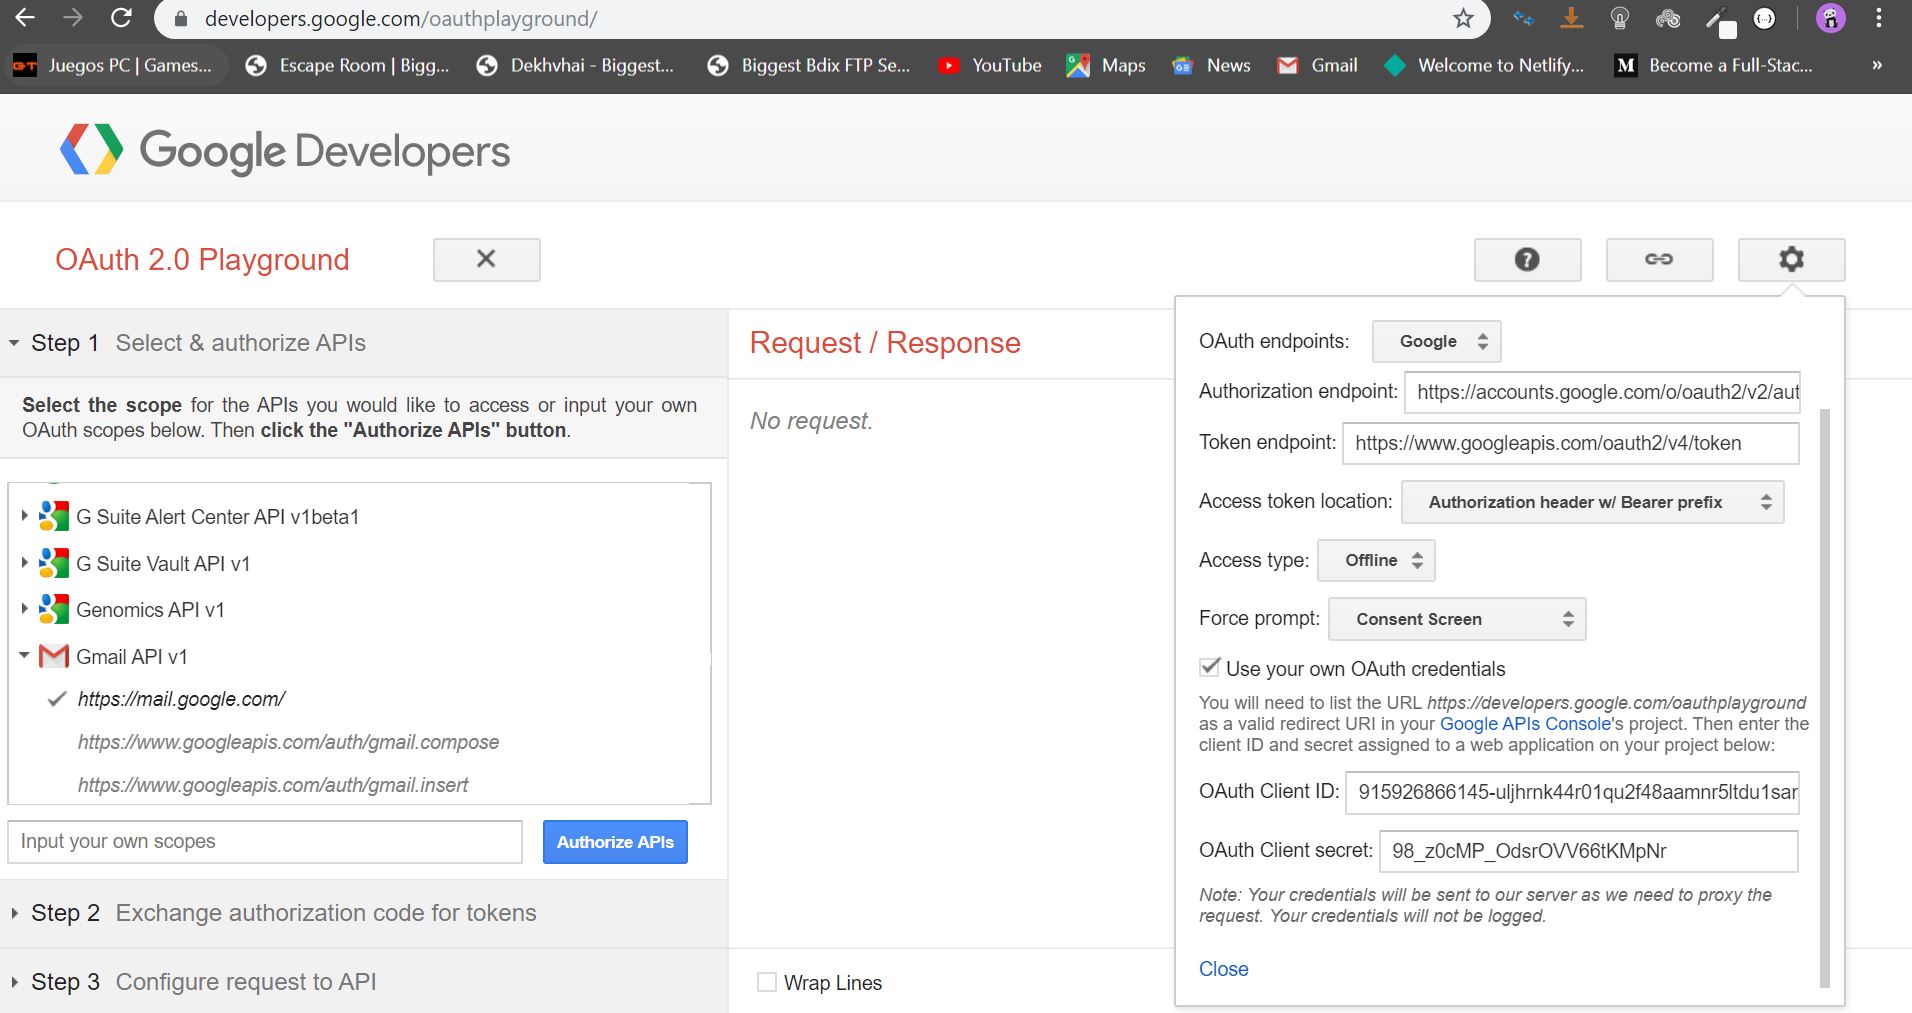 developers.google.com/oauthplayground/
Juegos PC | Games...
Escape Room | Bigg...
Dekhvhai - Biggest...
Biggest Bdix FTP Se...
YouTube
Maps
News
Gmail
Welcome to Netlify...
M
Become a Full-Stac...
»
Google Developers
OAuth 2.0 Playground
Step 1 Select & authorize APIs
Select the scope for the APIs you would like to access or input your own
OAuth scopes below. Then click the "Authorize APIs" button.
G Suite Alert Center API v1beta1
G Suite Vault API v1
Genomics API v1
Gmail API v1
https://mail.google.com/
https://www.googleapis.com/auth/gmail.compose
https://www.googleapis.com/auth/gmail.insert
Input your own scopes
Authorize APIs
Step 2 Exchange authorization code for tokens
Step 3 Configure request to API
Request / Response
No request.
Wrap Lines
OAuth endpoints: Google
Authorization endpoint: https://accounts.google.com/o/oauth2/v2/aut
Token endpoint: https://www.googleapis.com/oauth2/v4/token
Access token location: Authorization header w/ Bearer prefix
Access type: Offline
Force prompt: Consent Screen
Use your own OAuth credentials
You will need to list the URL https://developers.google.com/oauthplayground
as a valid redirect URI in your Google APIs Console's project. Then enter the
client ID and secret assigned to a web application on your project below:
OAuth Client ID: 915926866145-uljhrnk44r01qu2f48aamnr5ltdu1sar
OAuth Client secret: 98_z0cMP_OdsrOVV66tKMpNr
Note: Your credentials will be sent to our server as we need to proxy the
request. Your credentials will not be logged.
Close